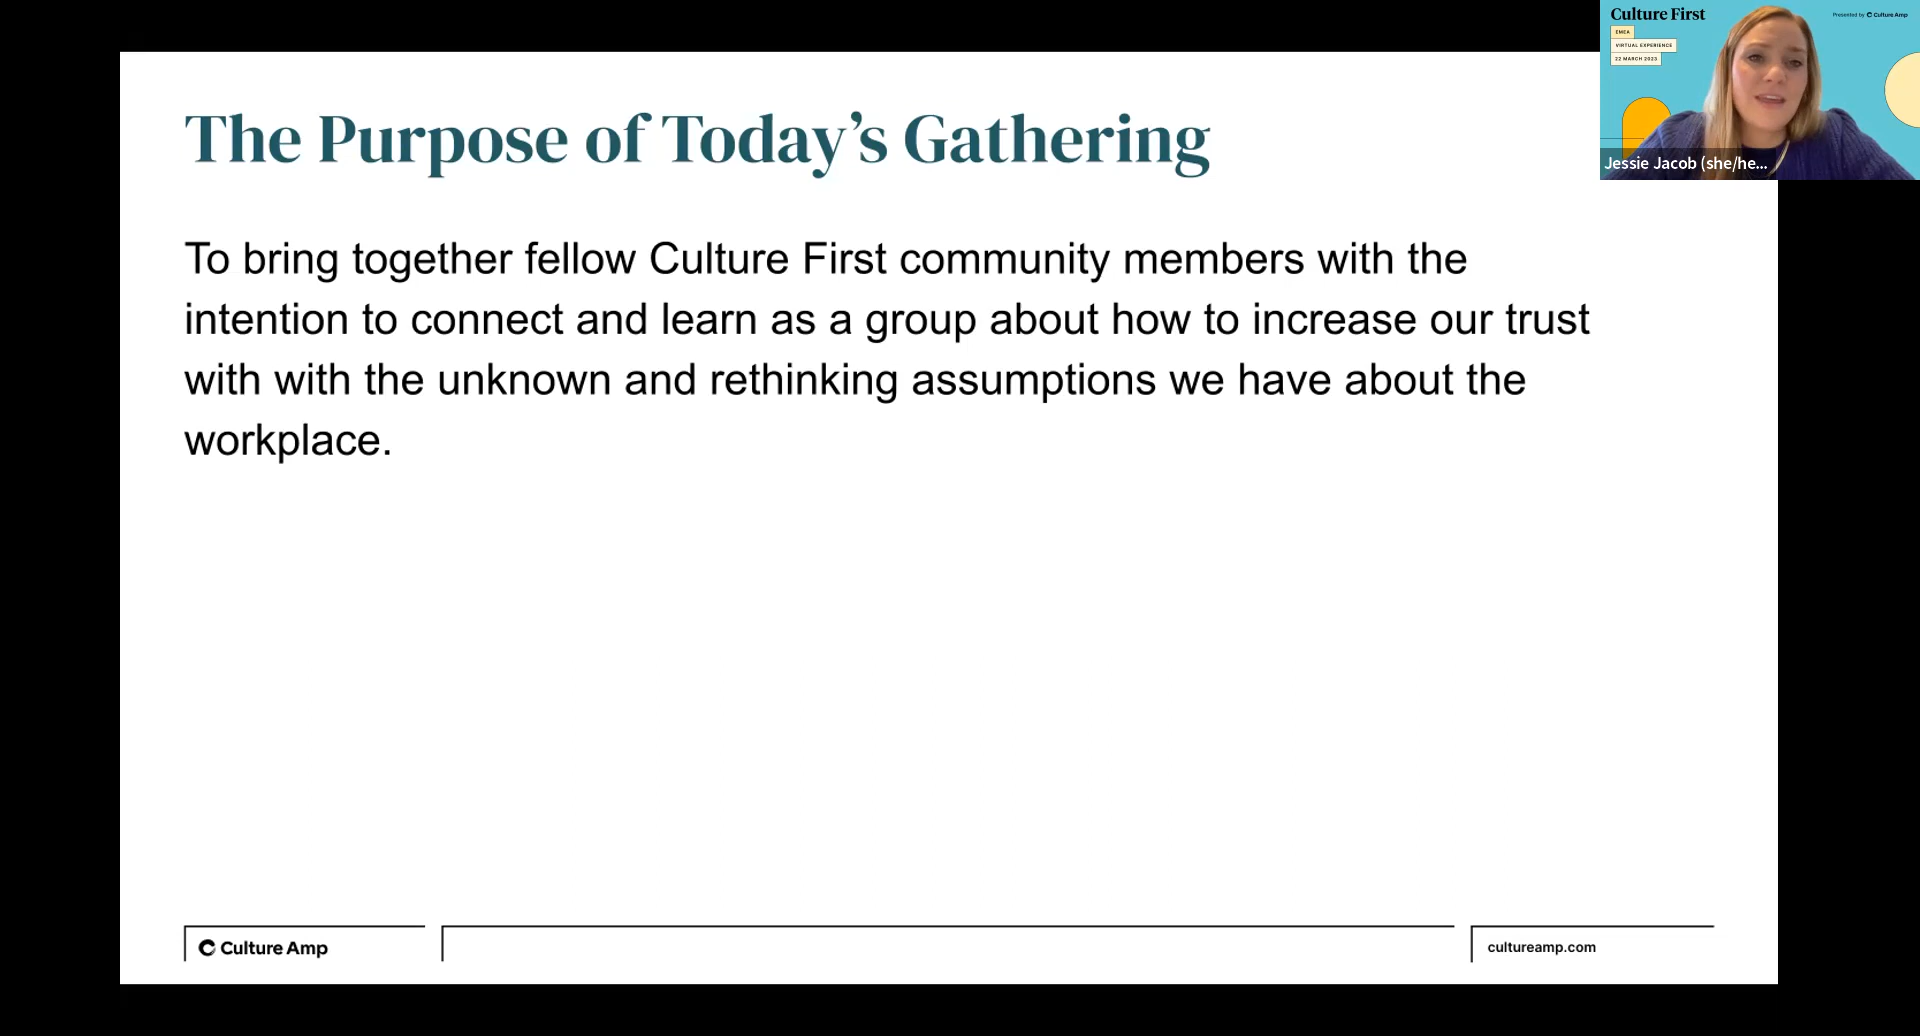 The Purpose of Today’s Gathering
To bring together fellow Culture First community members with the
intention to connect and learn as a group about how to increase our trust
with with the unknown and rethinking assumptions we have about the
workplace.
Culture Amp
cultureamp.com
Culture First
EMEA
VIRTUAL EXPERIENCE
22 MARCH 2023
Presented by Culture Amp
Jessie Jacob (she/he...